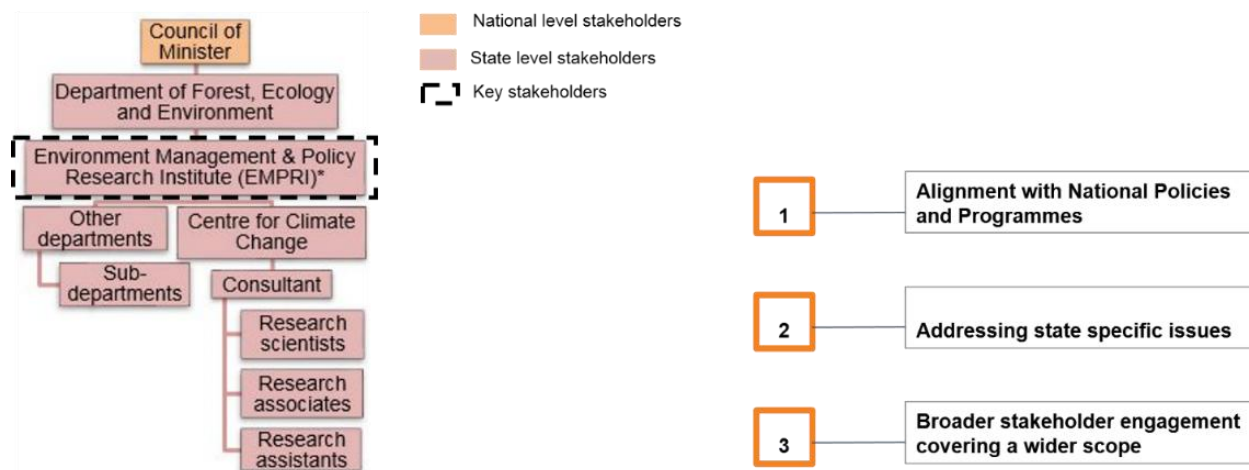 Council of
Minister
Department of Forest, Ecology
and Environment
Environment Management & Policy
Research Institute (EMPRI)*
Other
departments
Centre for Climate
Change
Sub-
departments
Consultant
Research
scientists
Research
associates
Research
assistants
National level stakeholders
State level stakeholders
Key stakeholders
1
Alignment with National Policies
and Programmes
2
Addressing state specific issues
3
Broader stakeholder engagement
covering a wider scope